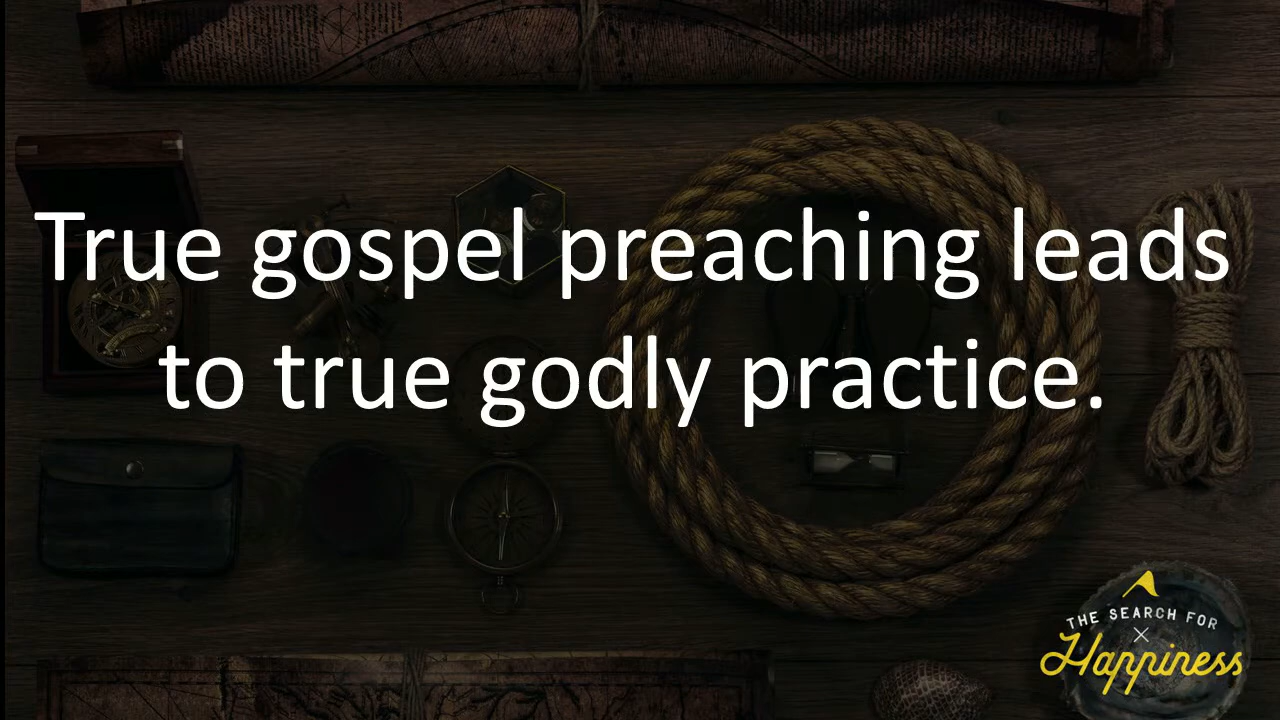 True gospel preaching leads
to true godly practice.
THE SEARCH FOR
Happiness